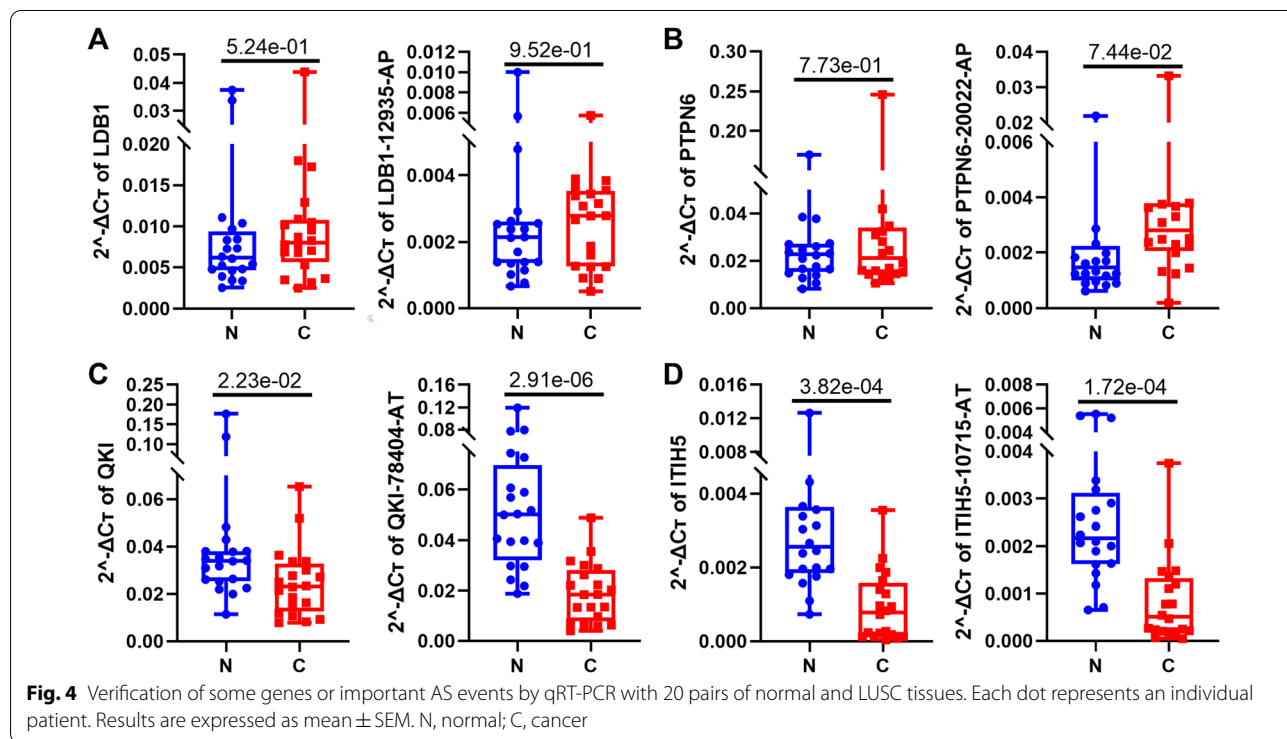 A
5.24e-01
2^-ΔCT of LDB1
0.05
0.04
0.03
0.020
0.015
0.010
0.005
0.000
N C
9.52e-01
2^-ΔCT of LDB1-12935-AP
0.012
0.010
0.008
0.006
0.004
0.002
0.000
N C
B
7.73e-01
2^-ΔCT of PTPN6
0.30
0.25
0.20
0.04
0.02
0.00
N C
7.44e-02
2^-ΔCT of PTPN6-20022-AP
0.04
0.03
0.02
0.006
0.004
0.002
0.000
N C
C
2.23e-02
2^-ΔCT of QKI
0.25
0.20
0.15
0.10
0.06
0.04
0.02
0.00
N C
2.91e-06
2^-ΔCT of QKI-78404-AT
0.16
0.12
0.08
0.06
0.04
0.02
0.00
N C
D
3.82e-04
2^-ΔCT of ITIH5
0.016
0.012
0.008
0.004
0.002
0.000
N C
1.72e-04
2^-ΔCT of ITIH5-10715-AT
0.008
0.006
0.004
0.003
0.002
0.001
0.000
N C
Fig. 4 Verification of some genes or important AS events by qRT-PCR with 20 pairs of normal and LUSC tissues. Each dot represents an individual
patient. Results are expressed as mean ± SEM. N, normal; C, cancer